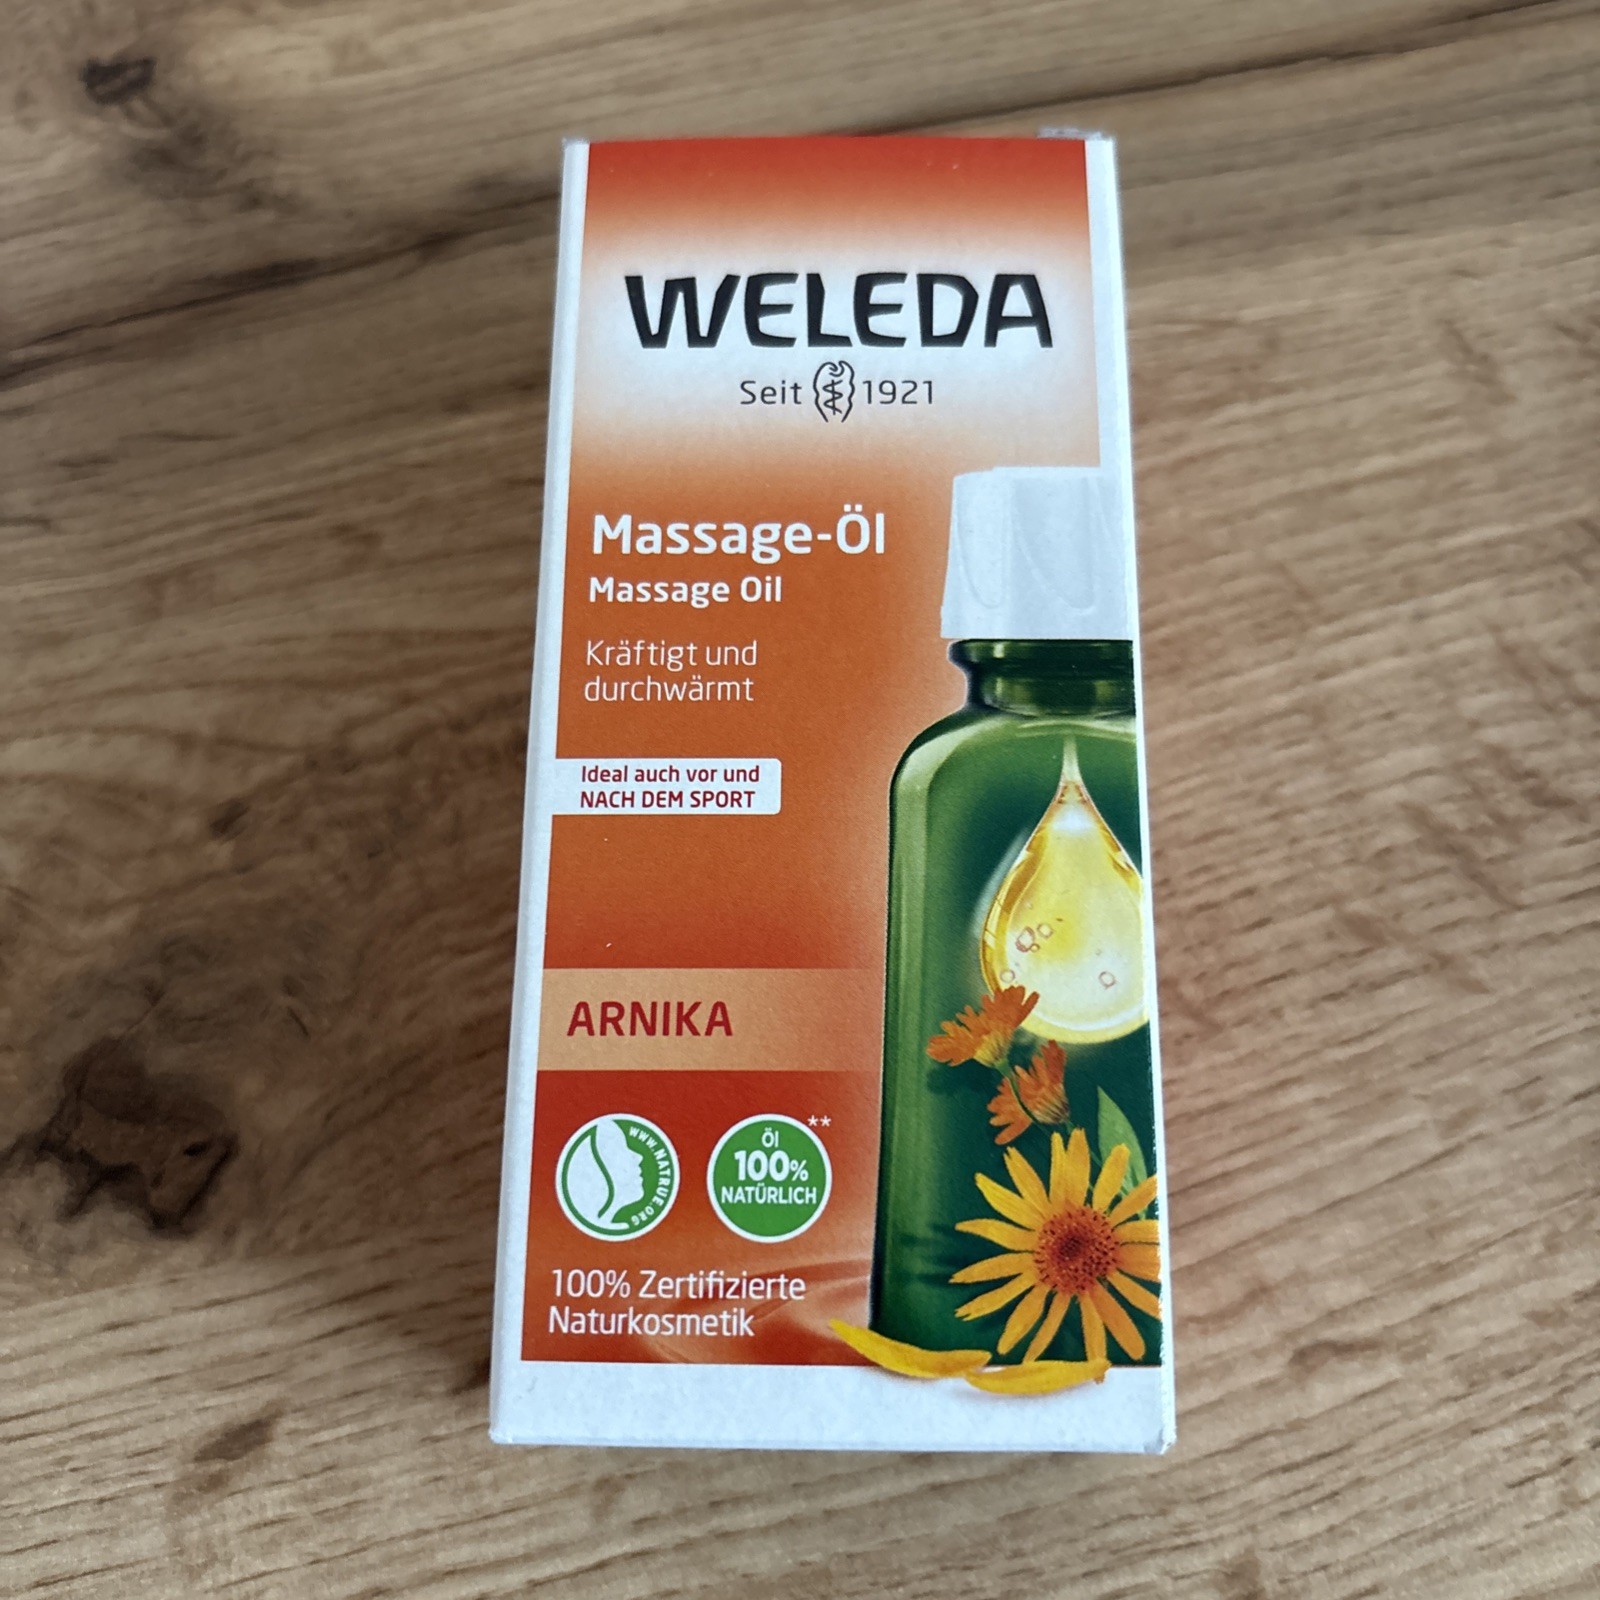 WELEDA
Seit 1921
Massage-Öl
Massage Oil
Kräftigt und
durchwärmt
Ideal auch vor und
NACH DEM SPORT
ARNIKA
WWW.NATRUE.ORG
Öl
100%
NATÜRLICH
**
100% Zertifizierte
Naturkosmetik